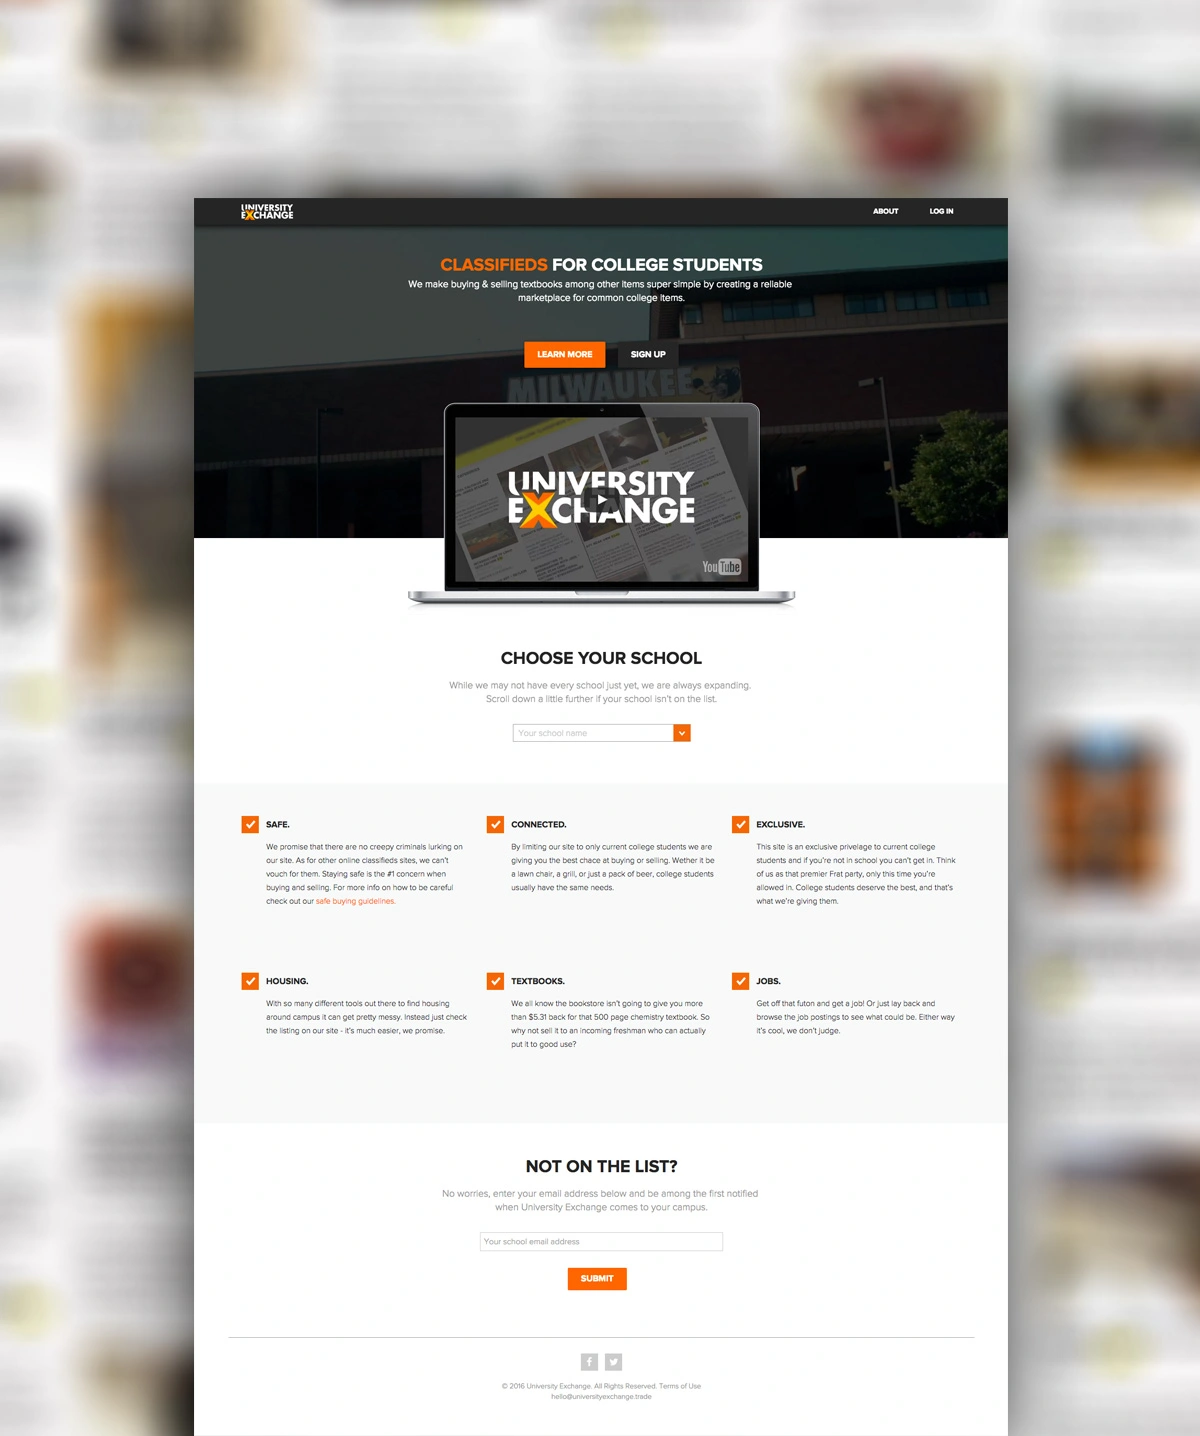 UNIVERSITY
EXCHANGE
ABOUT
LOG IN
CLASSIFIEDS FOR COLLEGE STUDENTS
We make buying & selling textbooks among other items super simple by creating a reliable
marketplace for common college items.
LEARN MORE
SIGN UP
MILWAUKEE
UNIVERSITY
EXCHANGE
YouTube
CHOOSE YOUR SCHOOL
While we may not have every school just yet, we are always expanding.
Scroll down a little further if your school isn't on the list.
Your school name
SAFE.
We promise that there are no creepy criminals lurking on
our site. As for other online classifieds sites, we can't
vouch for them. Staying safe is the #1 concern when
buying and selling. For more info on how to be careful
check out our safe buying guidelines.
CONNECTED.
By limiting our site to only current college students we are
giving you the best chace at buying or selling. Wether it be
a lawn chair, a grill, or just a pack of beer, college students
usually have the same needs.
EXCLUSIVE.
This site is an exclusive privelage to current college
students and if you're not in school you can't get in. Think
of us as that premier Frat party, only this time you're
allowed in. College students deserve the best, and that's
what we're giving them.
HOUSING.
With so many different tools out there to find housing
around campus it can get pretty messy. Instead just check
the listing on our site - it's much easier, we promise.
TEXTBOOKS.
We all know the bookstore isn't going to give you more
than $5.31 back for that 500 page chemistry textbook. So
why not sell it to an incoming freshman who can actually
put it to good use?
JOBS.
Get off that futon and get a job! Or just lay back and
browse the job postings to see what could be. Either way
it's cool, we don't judge.
NOT ON THE LIST?
No worries, enter your email address below and be among the first notified
when University Exchange comes to your campus.
Your school email address
SUBMIT
© 2016 University Exchange. All Rights Reserved. Terms of Use
hello@universityexchange.trade